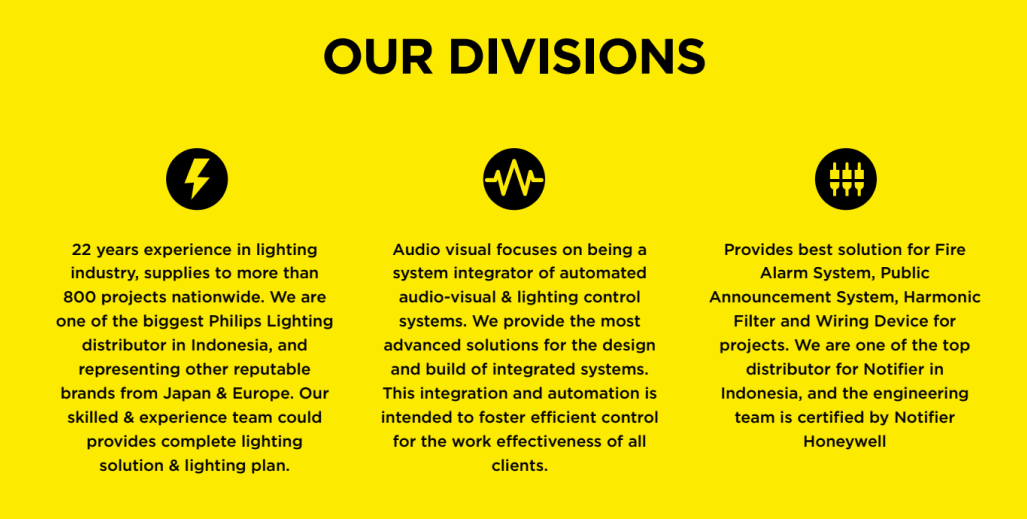 OUR DIVISIONS
22 years experience in lighting
industry, supplies to more than
800 projects nationwide. We are
one of the biggest Philips Lighting
distributor in Indonesia, and
representing other reputable
brands from Japan & Europe. Our
skilled & experience team could
provides complete lighting
solution & lighting plan.
Audio visual focuses on being a
system integrator of automated
audio-visual & lighting control
systems. We provide the most
advanced solutions for the design
and build of integrated systems.
This integration and automation is
intended to foster efficient control
for the work effectiveness of all
clients.
Provides best solution for Fire
Alarm System, Public
Announcement System, Harmonic
Filter and Wiring Device for
projects. We are one of the top
distributor for Notifier in
Indonesia, and the engineering
team is certified by Notifier
Honeywell